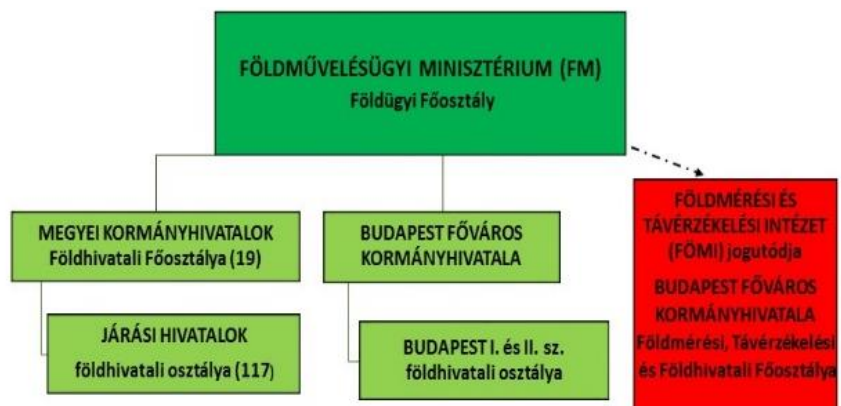 FÖLDMŰVELÉSÜGYI MINISZTÉRIUM (FM)
Földügyi Főosztály
MEGYEI KORMÁNYHIVATALOK
Földhivatali Főosztálya (19)
JÁRÁSI HIVATALOK
földhivatali osztálya (117)
BUDAPEST FŐVÁROS
KORMÁNYHIVATALA
BUDAPEST I. és II. sz.
földhivatali osztálya
FÖLDMÉRÉSI ÉS
TÁVÉRZÉKELÉSI INTÉZET
(FÖMI) jogutódja
BUDAPEST FŐVÁROS
KORMÁNYHIVATALA
Földmérési, Távérzékelési
és Földhivatali Főosztálya